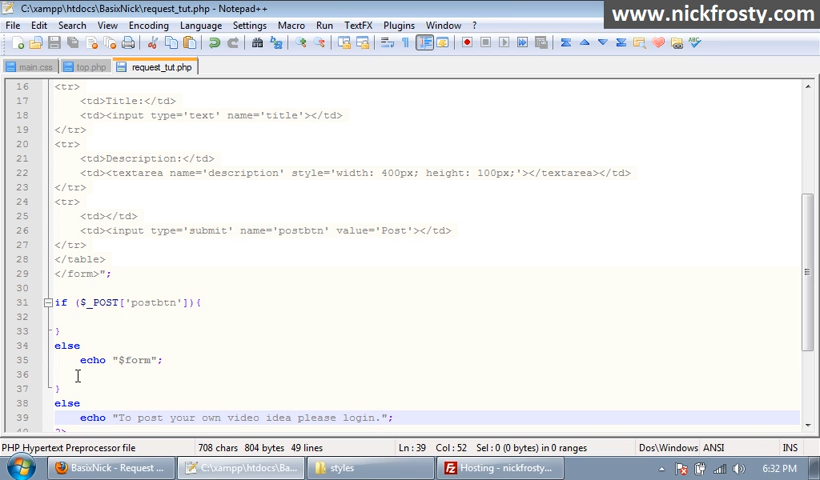 C:\xampp\htdocs\BasixNick\request_tut.php - Notepad++
www.nickfrosty.com
File Edit Search View Encoding Language Settings Macro Run TextFX Plugins Window ?
main.css top.php request_tut.php
16 <tr>
17 <td>Title:</td>
18 <td><input type='text' name='title'></td>
19 </tr>
20 <tr>
21 <td>Description:</td>
22 <td><textarea name='description' style='width: 400px; height: 100px;'></textarea></td>
23 </tr>
24 <tr>
25 <td></td>
26 <td><input type='submit' name='postbtn' value='Post'></td>
27 </tr>
28 </table>
29 </form>";
30
31 if ($_POST['postbtn']){
32
33 }
34 else
35 echo "$form";
36
37 }
38 else
39 echo "To post your own video idea please login.";
PHP Hypertext Preprocessor file 708 chars 804 bytes 49 lines Ln : 39 Col : 52 Sel : 0 (0 bytes) in 0 ranges Dos\Windows ANSI INS
BasixNick - Request ... C:\xampp\htdocs\Ba... styles Hosting - nickfrosty... 6:32 PM